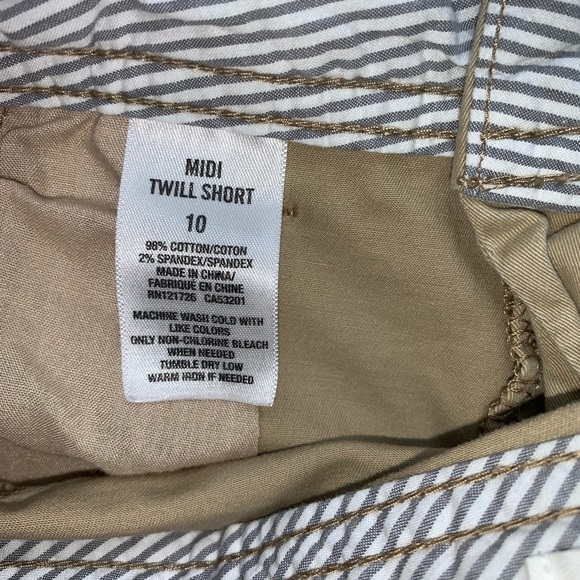 MIDI
TWILL SHORT
10
98% COTTON/COTON
2% SPANDEX/SPANDEX
MADE IN CHINA/
FABRIQUÉ EN CHINE
RN121726 CA53201
MACHINE WASH COLD WITH
LIKE COLORS
ONLY NON-CHLORINE BLEACH
WHEN NEEDED
TUMBLE DRY LOW
WARM IRON IF NEEDED